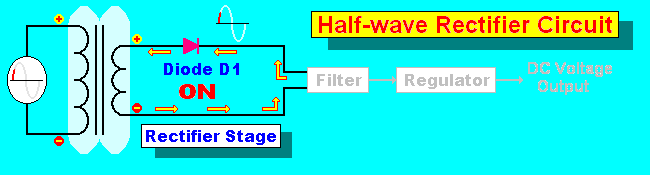 Half-wave Rectifier Circuit
Diode D1
ON
Filter
Regulator
DC Voltage
Output
Rectifier Stage